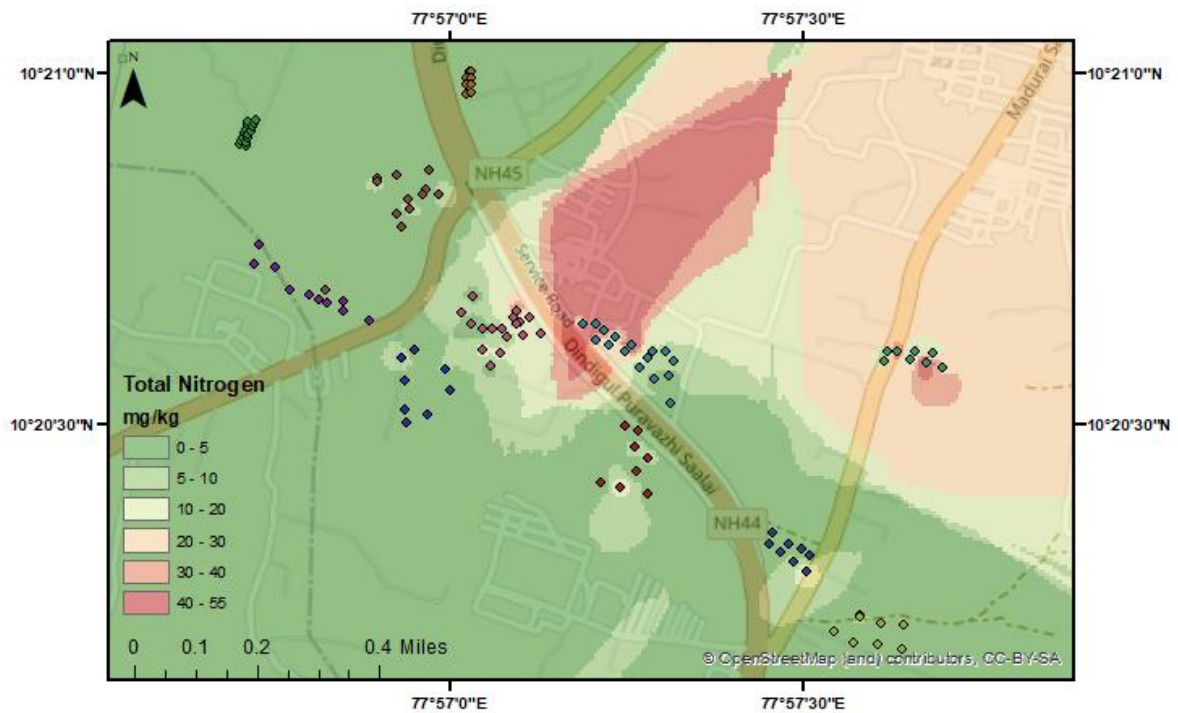 77°57'0"E 77°57'30"E
10°21'0"N 10°21'0"N
N
Di
Madurai Sa
NH45
Service Road
Dindigul Puravazhi Saalai
Total Nitrogen
mg/kg
0 - 5
5 - 10
10 - 20
20 - 30
30 - 40
40 - 55
10°20'30"N 10°20'30"N
NH44
0 0.1 0.2 0.4 Miles
© OpenStreetMap (and) contributors, CC-BY-SA
77°57'0"E 77°57'30"E